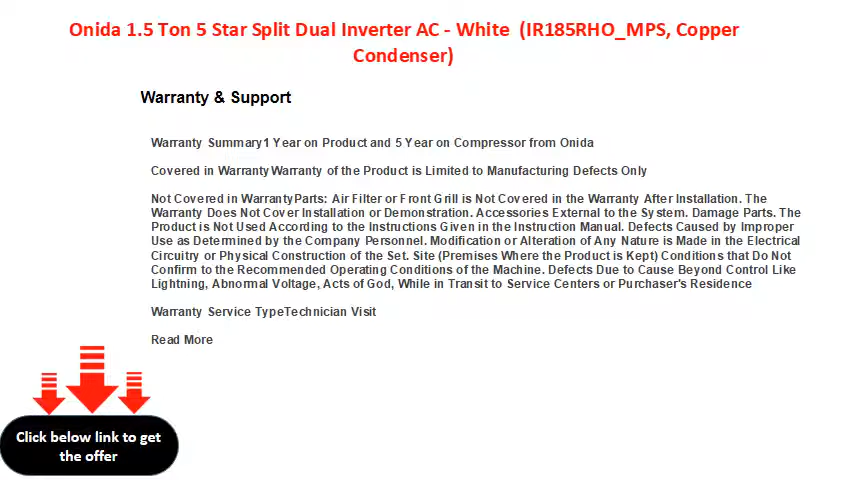 Onida 1.5 Ton 5 Star Split Dual Inverter AC - White (IR185RHO_MPS, Copper
Condenser)
Warranty & Support
Warranty Summary1 Year on Product and 5 Year on Compressor from Onida
Covered in WarrantyWarranty of the Product is Limited to Manufacturing Defects Only
Not Covered in WarrantyParts: Air Filter or Front Grill is Not Covered in the Warranty After Installation. The
Warranty Does Not Cover Installation or Demonstration. Accessories External to the System. Damage Parts. The
Product is Not Used According to the Instructions Given in the Instruction Manual. Defects Caused by Improper
Use as Determined by the Company Personnel. Modification or Alteration of Any Nature is Made in the Electrical
Circuitry or Physical Construction of the Set. Site (Premises Where the Product is Kept) Conditions that Do Not
Confirm to the Recommended Operating Conditions of the Machine. Defects Due to Cause Beyond Control Like
Lightning, Abnormal Voltage, Acts of God, While in Transit to Service Centers or Purchaser's Residence
Warranty Service TypeTechnician Visit
Read More
Click below link to get
the offer